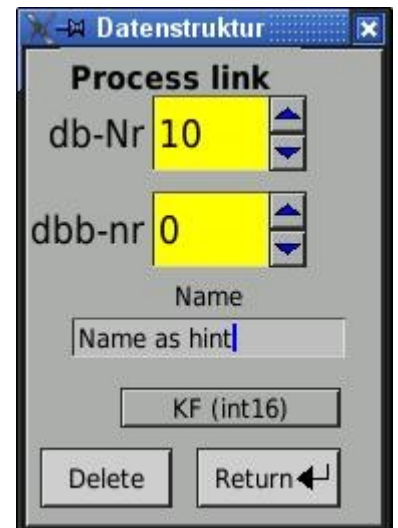 Datenstruktur
Process link
db-Nr 10
dbb-nr 0
Name
Name as hint
KF (int16)
Delete Return